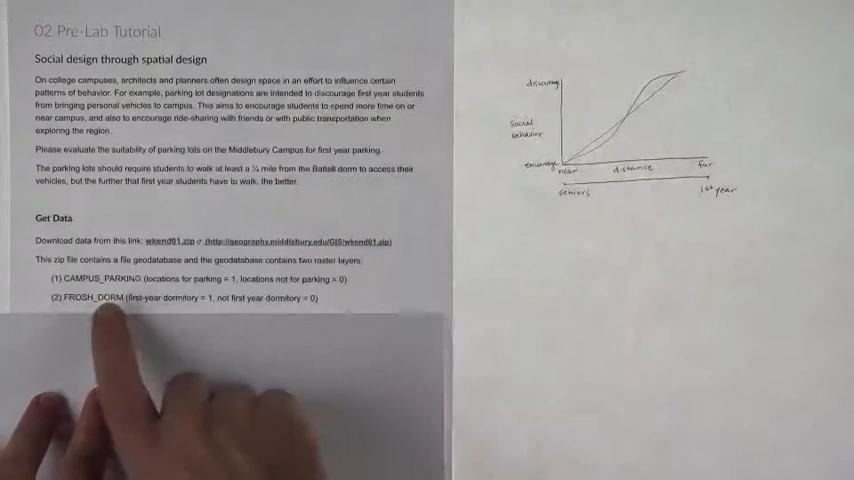 02 Pre-Lab Tutorial
Social design through spatial design
On college campuses, architects and planners often design space in an effort to influence certain
patterns of behavior. For example, parking lot designations are intended to discourage first year students
from bringing personal vehicles to campus. This aims to encourage students to spend more time on or
near campus, and also to encourage ride-sharing with friends or with public transportation when
exploring the region.
Please evaluate the suitability of parking lots on the Middlebury Campus for first year parking.
The parking lots should require students to walk at least a ¼ mile from the Battell dorm to access their
vehicles, but the further that first year students have to walk, the better.
Get Data
Download data from this link: wkend01.zip (http://geography.middlebury.edu/GIS/wkend01.zip)
This zip file contains a file geodatabase and the geodatabase contains two raster layers:
(1) CAMPUS_PARKING (locations for parking = 1, locations not for parking = 0)
(2) FROSH_DORM (first-year dormitory = 1, not first year dormitory = 0)
social
behavior
near
distance
far
seniors
1st year